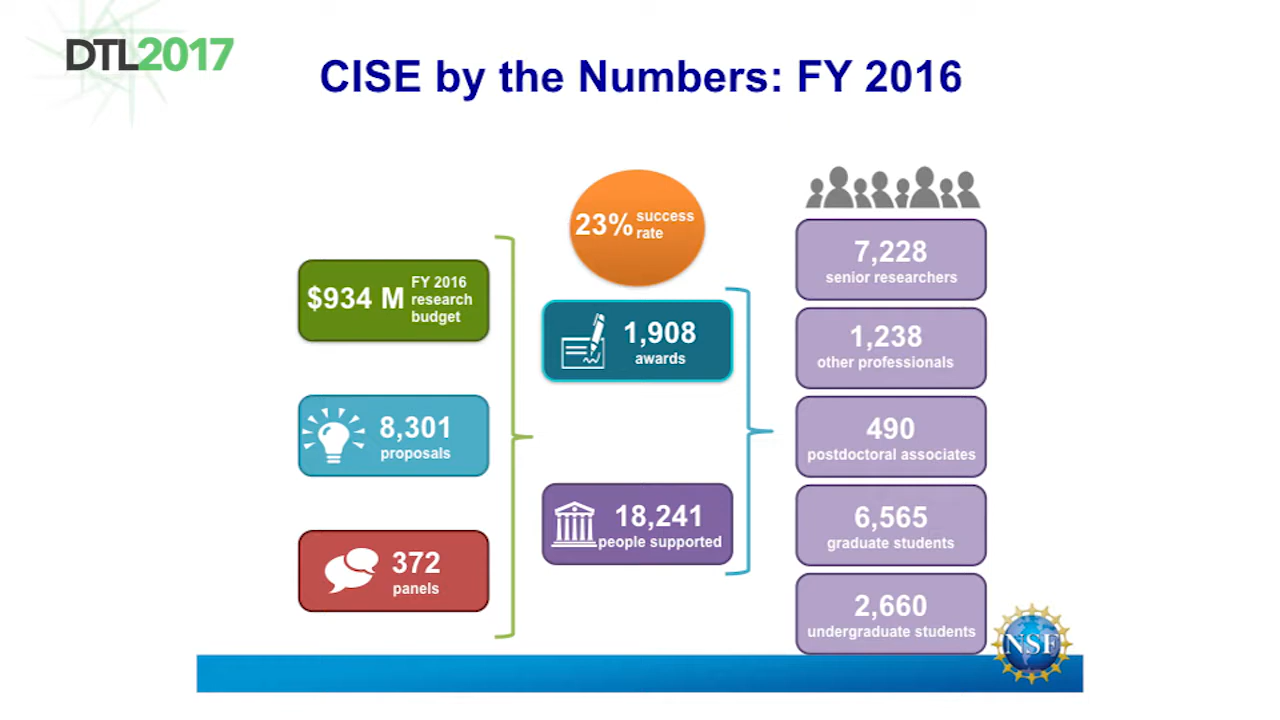 DTL2017
CISE by the Numbers: FY 2016
$934 M
FY 2016
research
budget
8,301
proposals
372
panels
23%
success
rate
1,908
awards
18,241
people supported
7,228
senior researchers
1,238
other professionals
490
postdoctoral associates
6,565
graduate students
2,660
undergraduate students
NSF